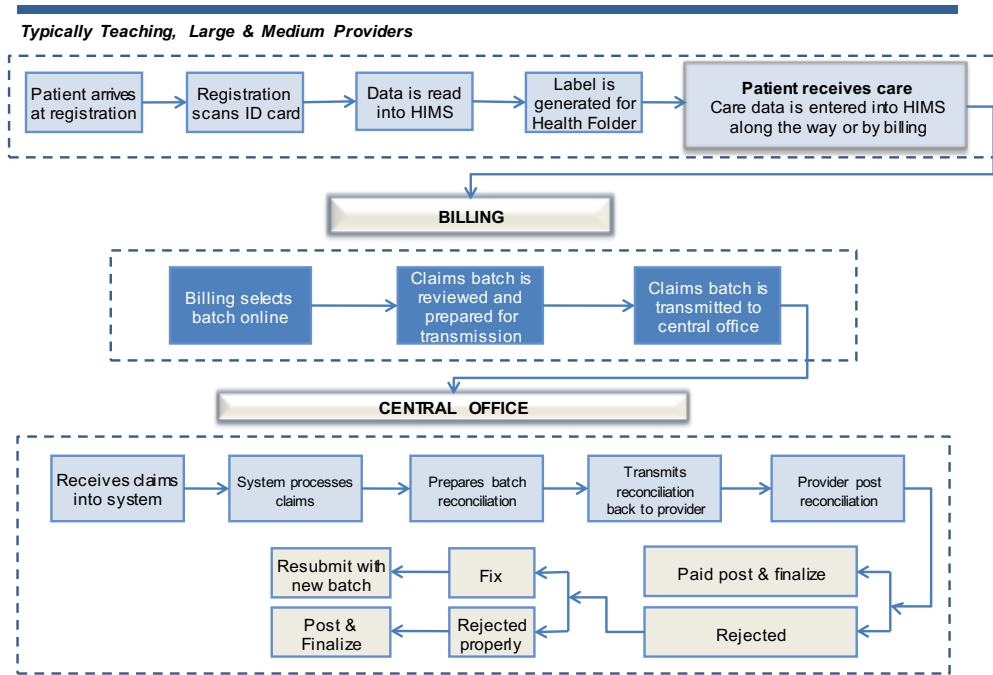 Typically Teaching, Large & Medium Providers
Patient arrives
at registration
Registration
scans ID card
Data is read
into HIMS
Label is
generated for
Health Folder
Patient receives care
Care data is entered into HIMS
along the way or by billing
BILLING
Billing selects
batch online
Claims batch is
reviewed and
prepared for
transmission
Claims batch is
transmitted to
central office
CENTRAL OFFICE
Receives claims
into system
System processes
claims
Prepares batch
reconciliation
Transmits
reconciliation
back to provider
Provider post
reconciliation
Resubmit with
new batch
Fix
Paid post & finalize
Post &
Finalize
Rejected
properly
Rejected